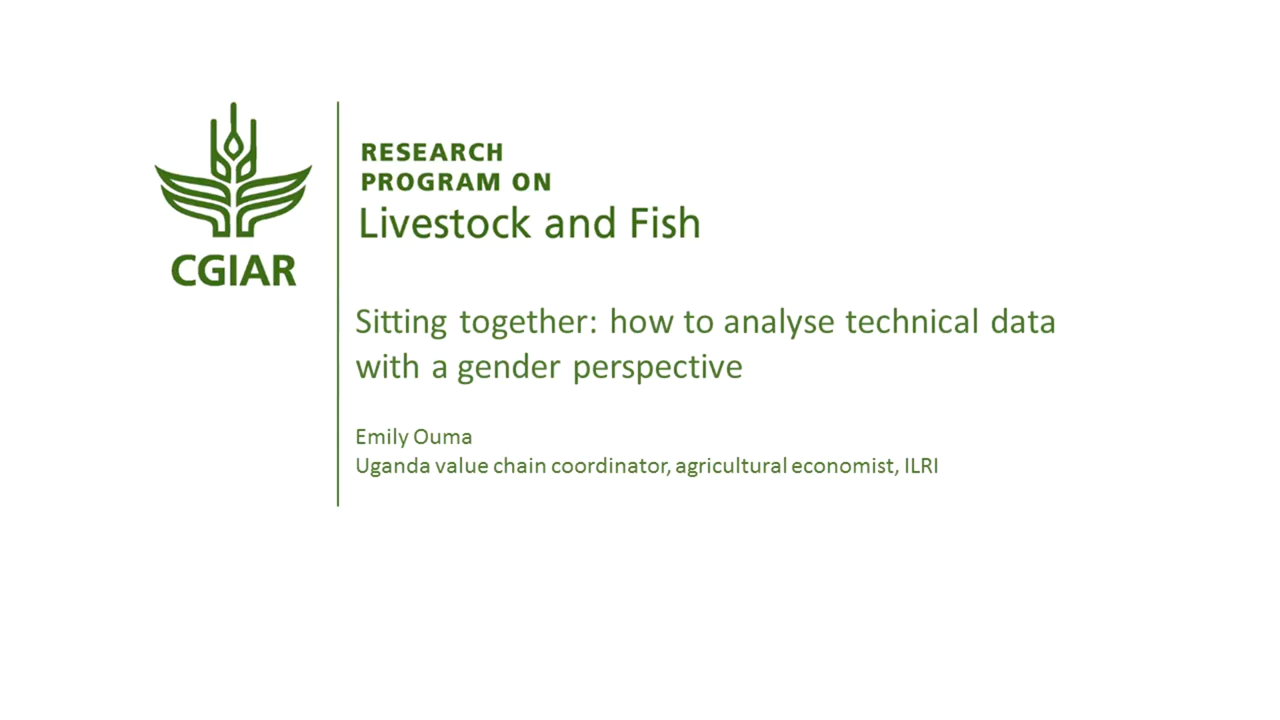 CGIAR
RESEARCH
PROGRAM ON
Livestock and Fish
Sitting together: how to analyse technical data
with a gender perspective
Emily Ouma
Uganda value chain coordinator, agricultural economist, ILRI